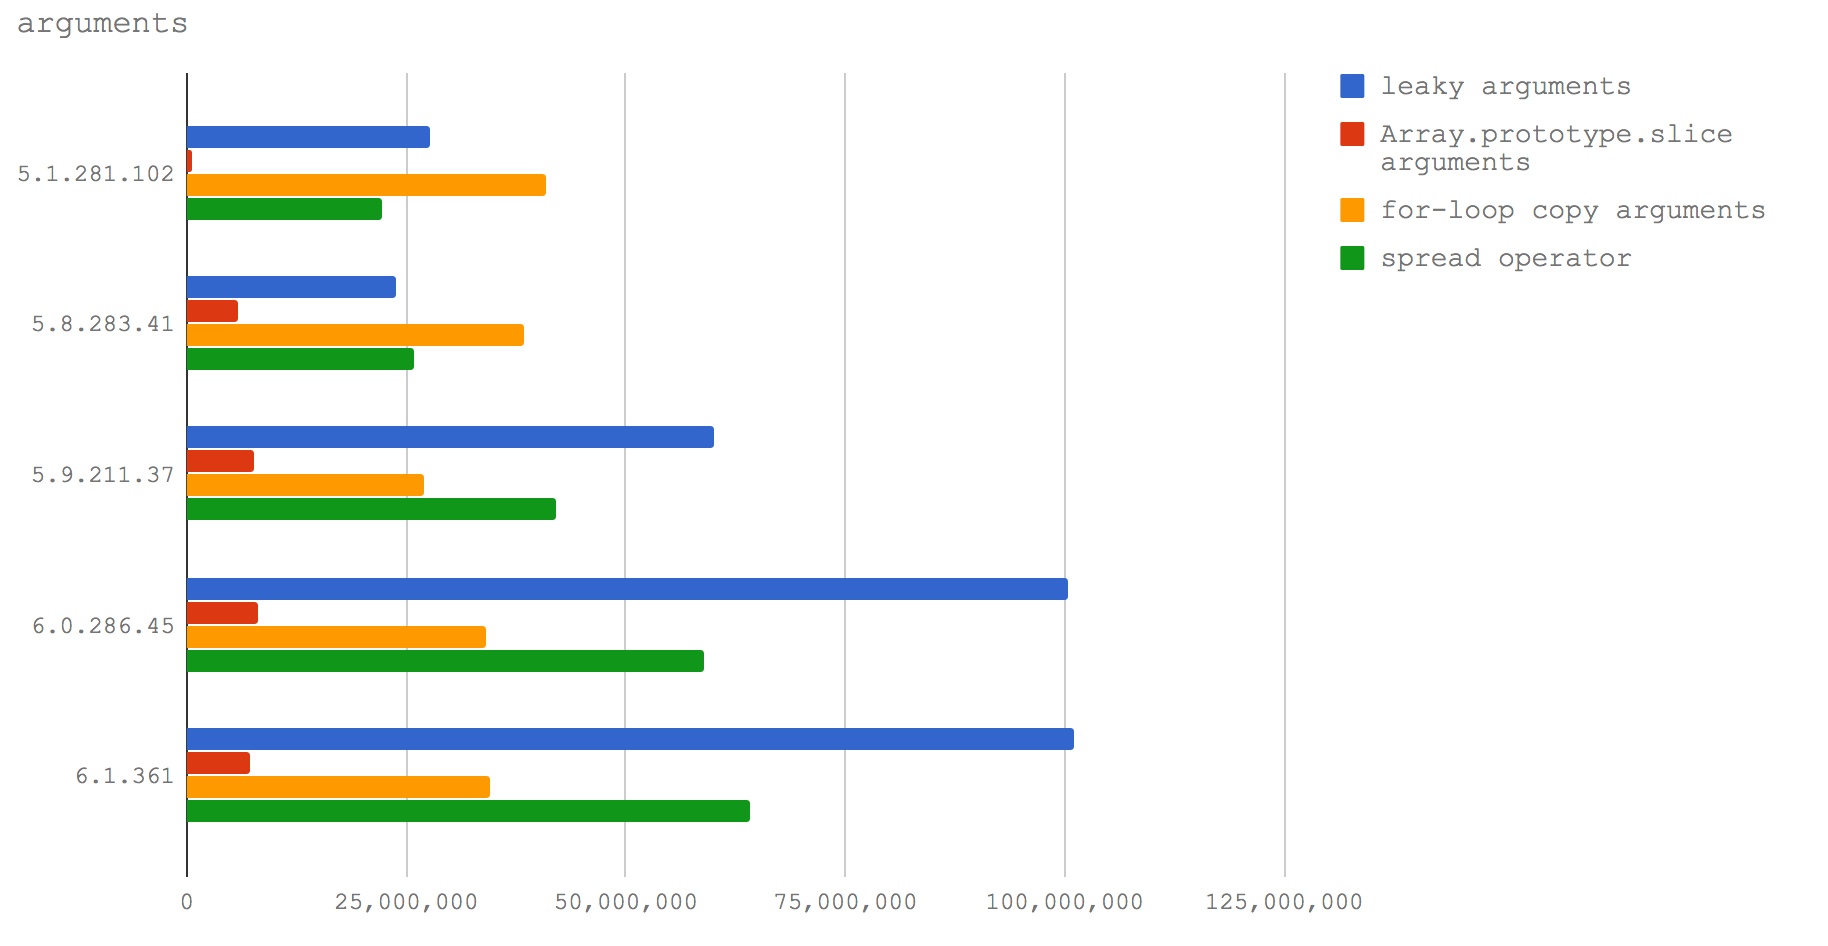 arguments
leaky arguments
Array.prototype.slice
arguments
for-loop copy arguments
spread operator
5.1.281.102
5.8.283.41
5.9.211.37
6.0.286.45
6.1.361
0 25,000,000 50,000,000 75,000,000 100,000,000 125,000,000